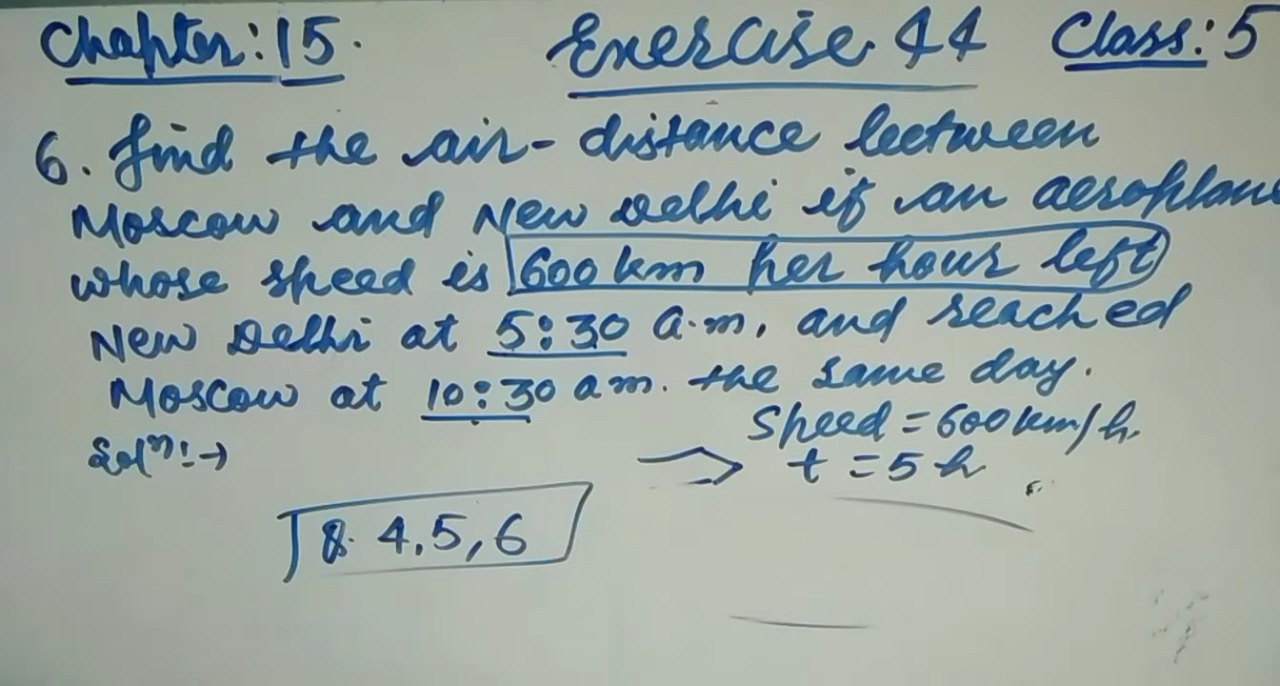 Chapter: 15. Exercise 44 Class: 5
6. find the air-distance between
Moscow and New Delhi if an aeroplane
whose speed is 600 km per hour left
New Delhi at 5:30 a.m. and reached
Moscow at 10:30 am. the same day.
Speed = 600 km/h.
Solⁿ:→
t = 5 h
8. 4,5,6